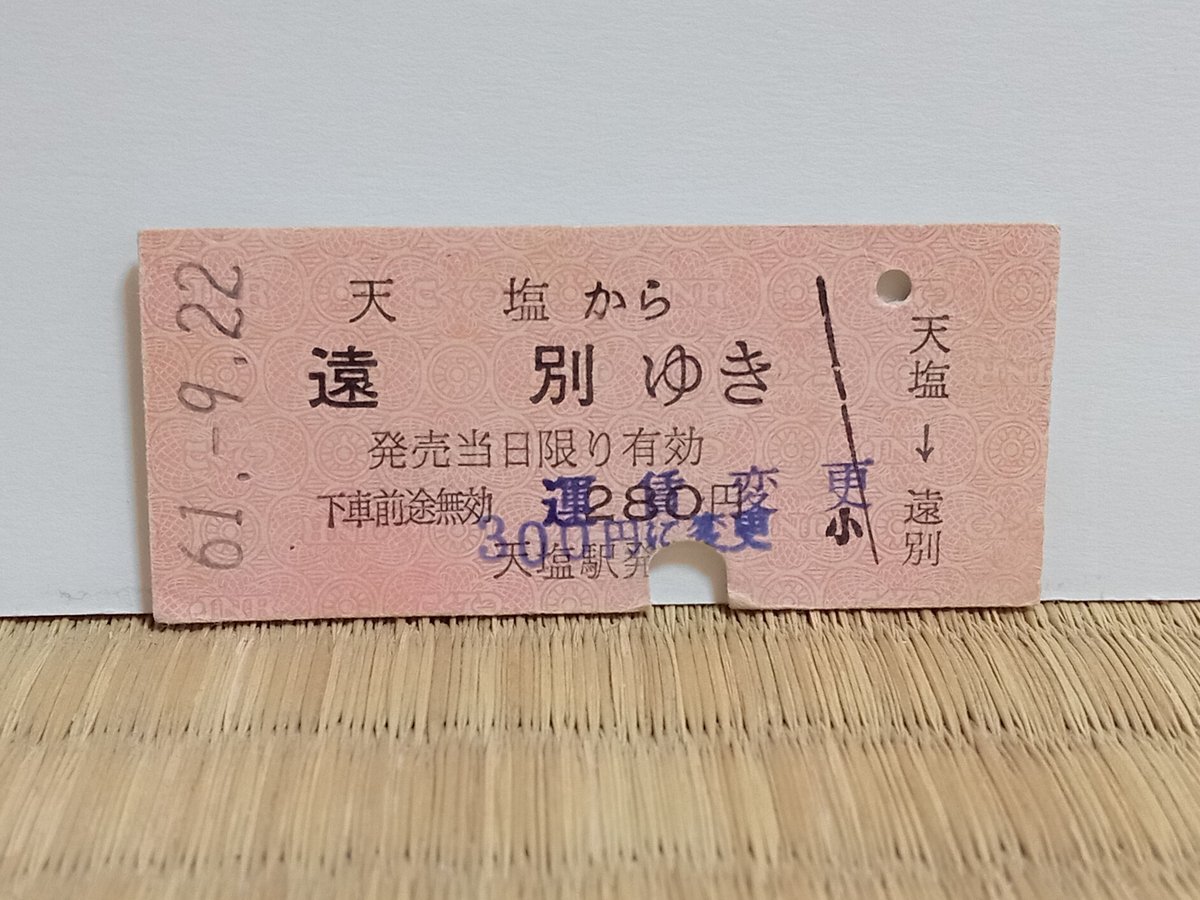 61.-9.22
天塩から
遠別ゆき
発売当日限り有効
下車前途無効 280円
運賃変更
300円に変更
天塩駅発
小
天塩→遠別